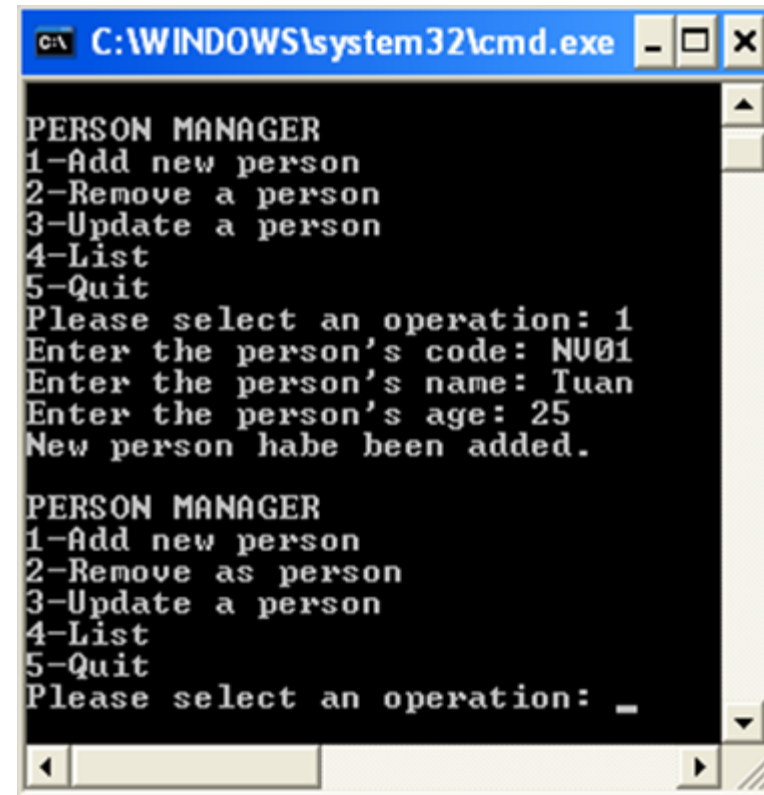 C:\WINDOWS\system32\cmd.exe
PERSON MANAGER
1-Add new person
2-Remove a person
3-Update a person
4-List
5-Quit
Please select an operation: 1
Enter the person's code: NV01
Enter the person's name: Tuan
Enter the person's age: 25
New person habe been added.
PERSON MANAGER
1-Add new person
2-Remove as person
3-Update a person
4-List
5-Quit
Please select an operation: _